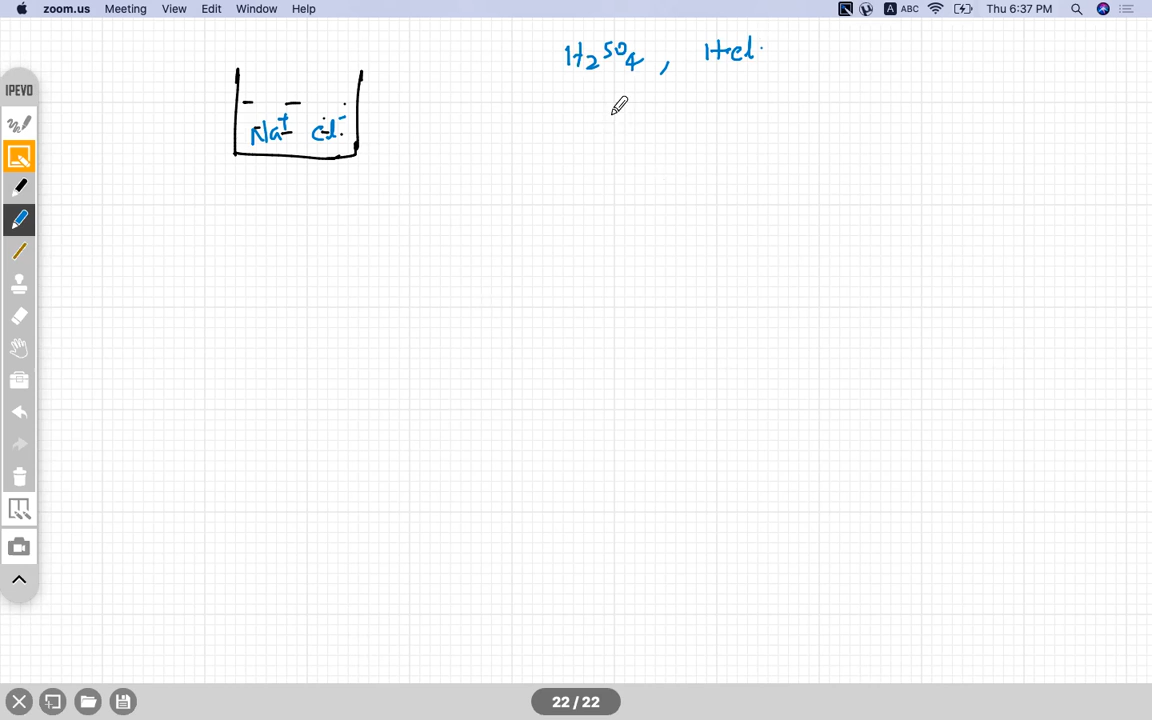 zoom.us Meeting View Edit Window Help A ABC Thu 6:37 PM
IPEVO
H2SO4, HCl.
Na+ Cl-
22 / 22